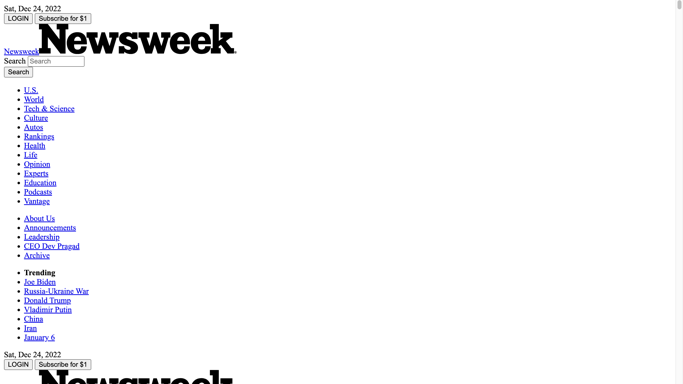 Sat, Dec 24, 2022
LOGIN Subscribe for $1
Newsweek Newsweek
Search Search
Search
U.S.
World
Tech & Science
Culture
Autos
Rankings
Health
Life
Opinion
Experts
Education
Podcasts
Vantage
About Us
Announcements
Leadership
CEO Dev Pragad
Archive
Trending
Joe Biden
Russia-Ukraine War
Donald Trump
Vladimir Putin
China
Iran
January 6
Sat, Dec 24, 2022
LOGIN Subscribe for $1
Newsweek